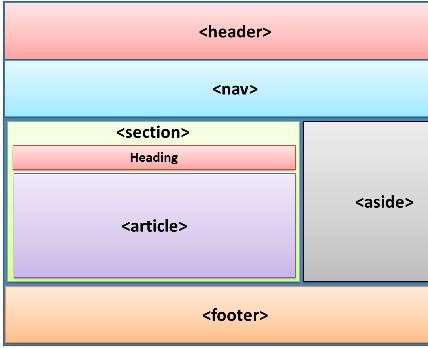 <header>
<nav>
<section>
Heading
<article>
<aside>
<footer>